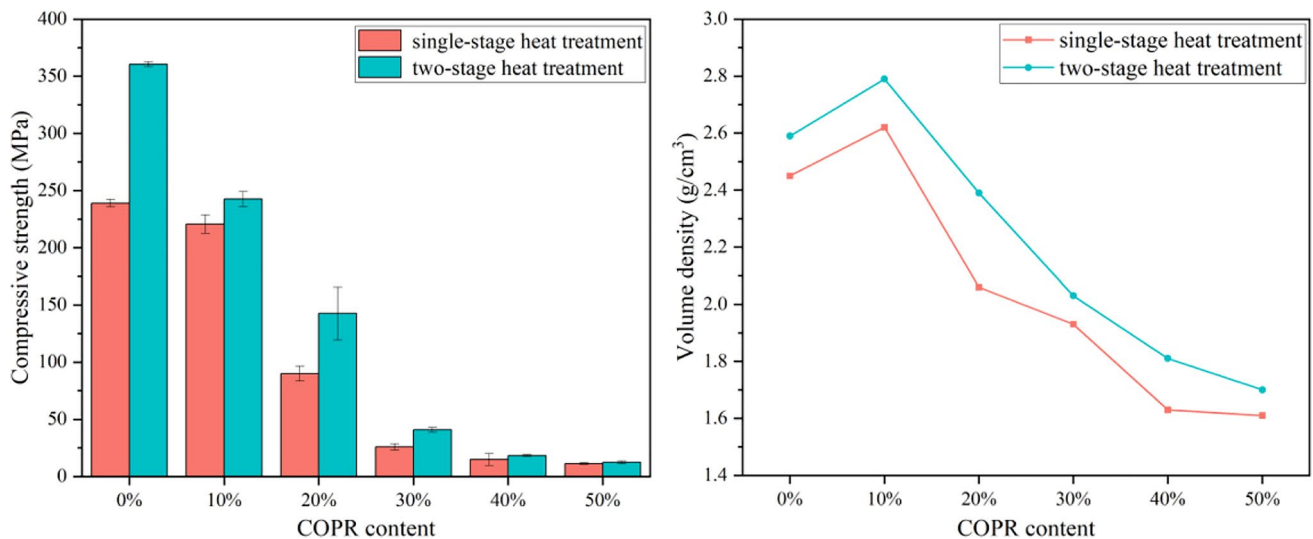 400
350
300
250
200
150
100
50
0
Compressive strength (MPa)
single-stage heat treatment
two-stage heat treatment
0% 10% 20% 30% 40% 50%
COPR content
3.0
2.8
2.6
2.4
2.2
2.0
1.8
1.6
1.4
Volume density (g/cm³)
single-stage heat treatment
two-stage heat treatment
0% 10% 20% 30% 40% 50%
COPR content